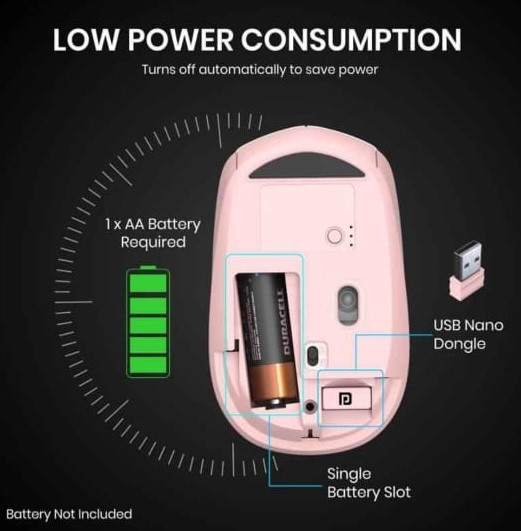 LOW POWER CONSUMPTION
Turns off automatically to save power
1 x AA Battery
Required
DURACELL
USB Nano
Dongle
Single
Battery Slot
Battery Not Included